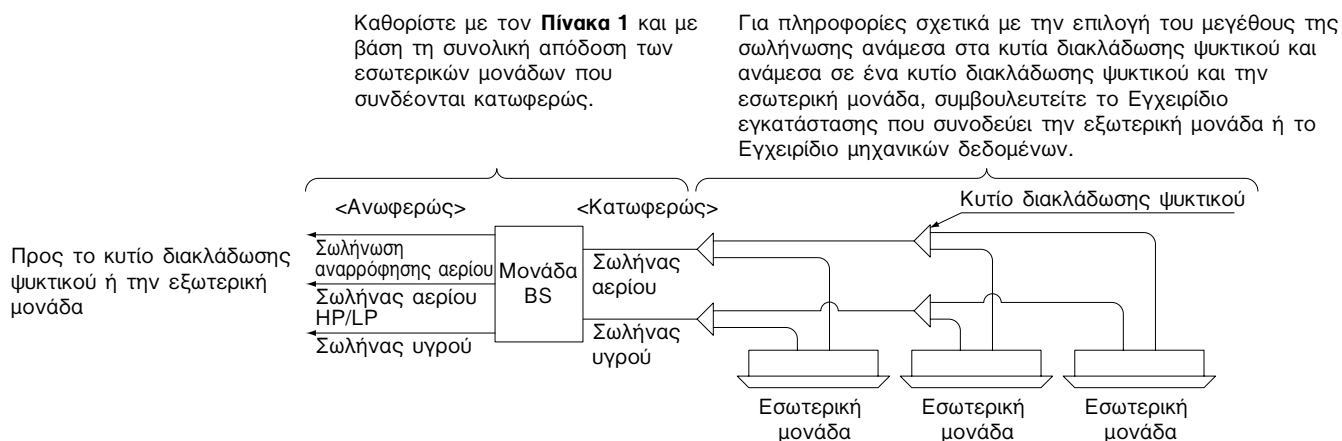 Καθορίστε με τον Πίνακα 1 και με
βάση τη συνολική απόδοση των
εσωτερικών μονάδων που
συνδέονται κατωφερώς.
Για πληροφορίες σχετικά με την επιλογή του μεγέθους της
σωλήνωσης ανάμεσα στα κυτία διακλάδωσης ψυκτικού και
ανάμεσα σε ένα κυτίο διακλάδωσης ψυκτικού και την
εσωτερική μονάδα, συμβουλευτείτε το Εγχειρίδιο
εγκατάστασης που συνοδεύει την εξωτερική μονάδα ή το
Εγχειρίδιο μηχανικών δεδομένων.
<Ανωφερώς>
<Κατωφερώς>
Κυτίο διακλάδωσης ψυκτικού
Προς το κυτίο διακλάδωσης
ψυκτικού ή την εξωτερική
μονάδα
Σωλήνωση
αναρρόφησης αερίου
Σωλήνας αερίου
HP/LP
Σωλήνας υγρού
Μονάδα
BS
Σωλήνας
αερίου
Σωλήνας
υγρού
Εσωτερική
μονάδα
Εσωτερική
μονάδα
Εσωτερική
μονάδα